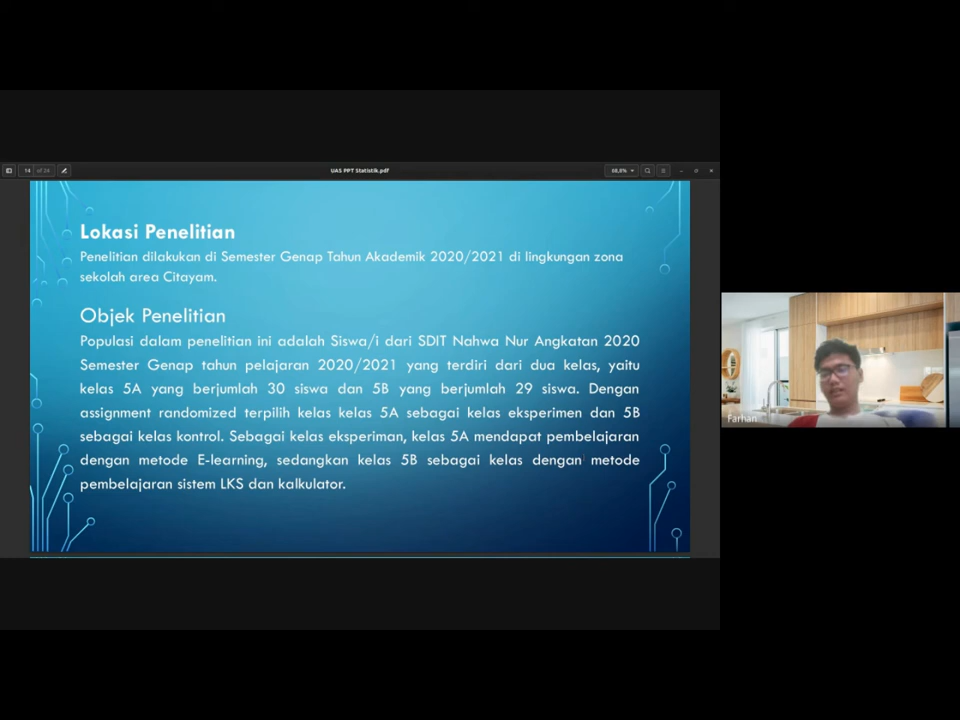 14 of 24
UAS PPT Statistik.pdf
68,8%
Lokasi Penelitian
Penelitian dilakukan di Semester Genap Tahun Akademik 2020/2021 di lingkungan zona
sekolah area Citayam.
Objek Penelitian
Populasi dalam penelitian ini adalah Siswa/i dari SDIT Nahwa Nur Angkatan 2020
Semester Genap tahun pelajaran 2020/2021 yang terdiri dari dua kelas, yaitu
kelas 5A yang berjumlah 30 siswa dan 5B yang berjumlah 29 siswa. Dengan
assignment randomized terpilih kelas kelas 5A sebagai kelas eksperimen dan 5B
sebagai kelas kontrol. Sebagai kelas eksperiman, kelas 5A mendapat pembelajaran
dengan metode E-learning, sedangkan kelas 5B sebagai kelas dengan metode
pembelajaran sistem LKS dan kalkulator.
Farhan